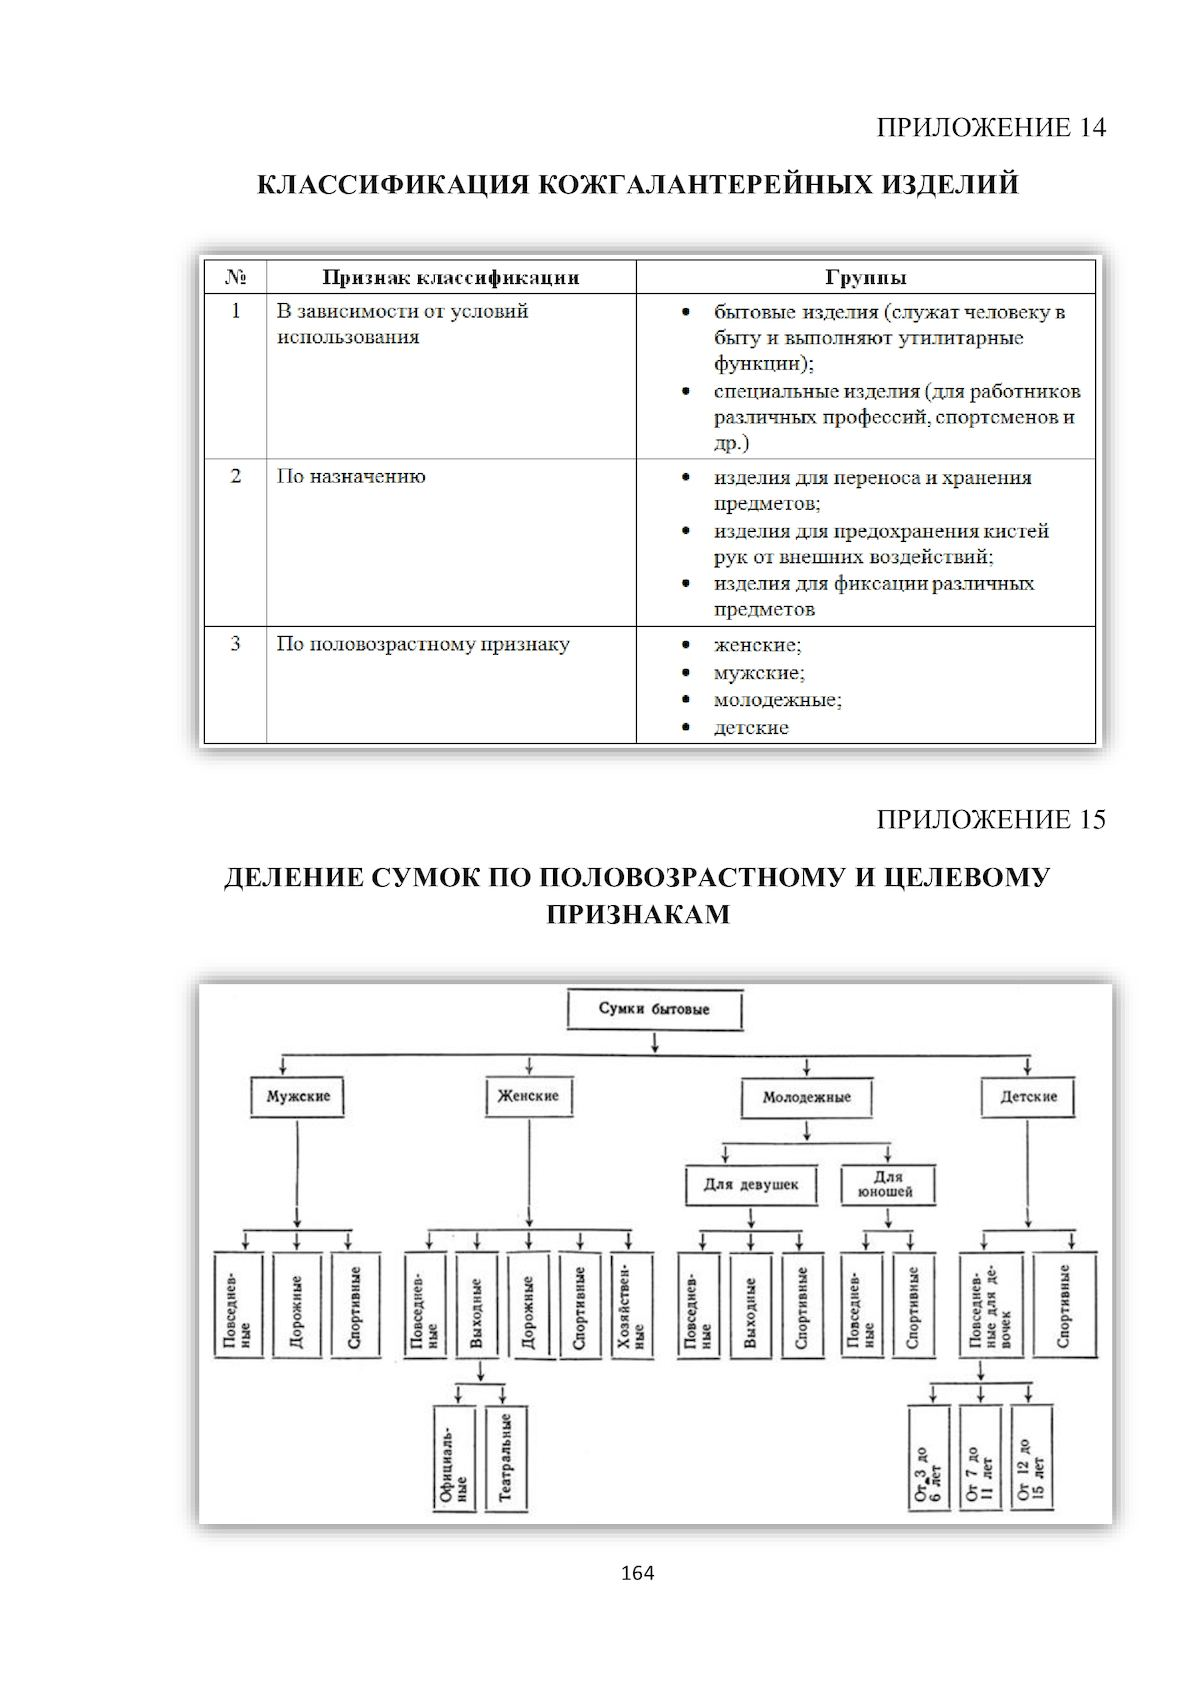 ПРИЛОЖЕНИЕ 14
КЛАССИФИКАЦИЯ КОЖГАЛАНТЕРЕЙНЫХ ИЗДЕЛИЙ
№ Признак классификации Группы
1 В зависимости от условий
использования
• бытовые изделия (служат человеку в
быту и выполняют утилитарные
функции);
• специальные изделия (для работников
различных профессий, спортсменов и
др.)
2 По назначению
• изделия для переноса и хранения
предметов;
• изделия для предохранения кистей
рук от внешних воздействий;
• изделия для фиксации различных
предметов
3 По половозрастному признаку
• женские;
• мужские;
• молодежные;
• детские
ПРИЛОЖЕНИЕ 15
ДЕЛЕНИЕ СУМОК ПО ПОЛОВОЗРАСТНОМУ И ЦЕЛЕВОМУ
ПРИЗНАКАМ
Сумки бытовые
Мужские
Женские
Молодежные
Детские
Для девушек
Для
юношей
Повседнев-
ные
Дорожные
Спортивные
Повседнев-
ные
Выходные
Дорожные
Спортивные
Хозяйствен-
ные
Повседнев-
ные
Выходные
Спортивные
Повседнев-
ные
Спортивные
Повседнев-
ные для де-
вочек
Спортивные
Официаль-
ные
Театральные
От 3 до
6 лет
От 7 до
11 лет
От 12 до
15 лет
164